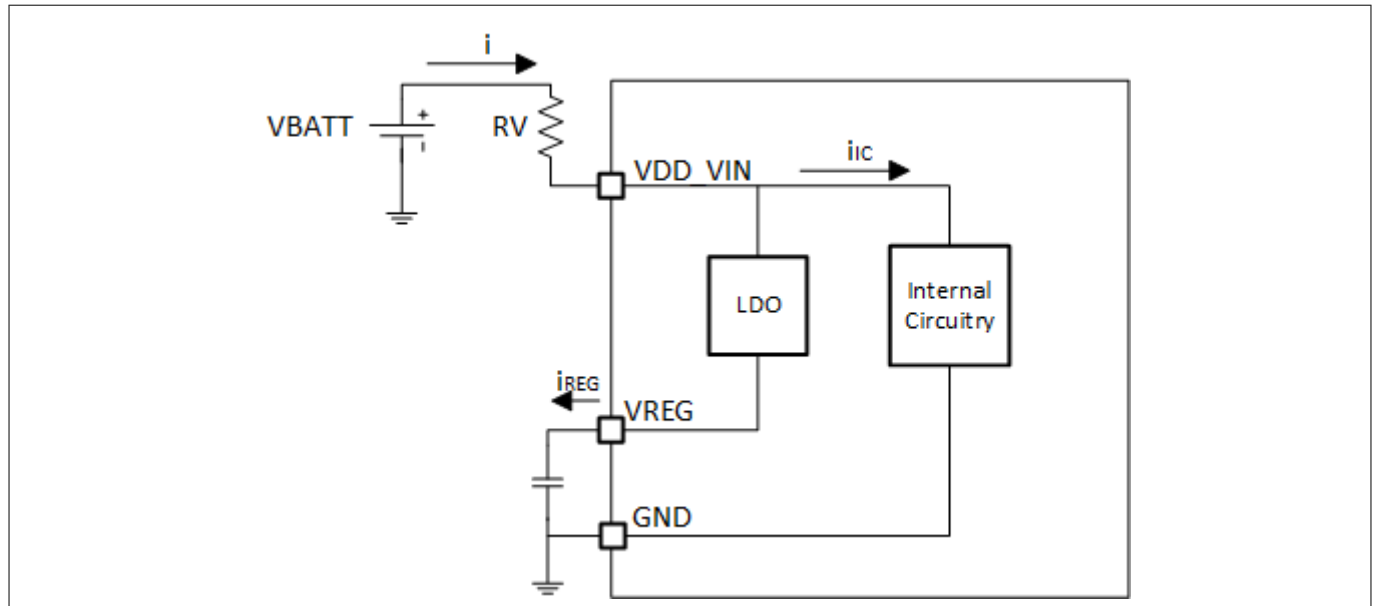 i
VBATT
+
-
RV
VDD_VIN
iIC
LDO
Internal
Circuitry
iREG
VREG
GND